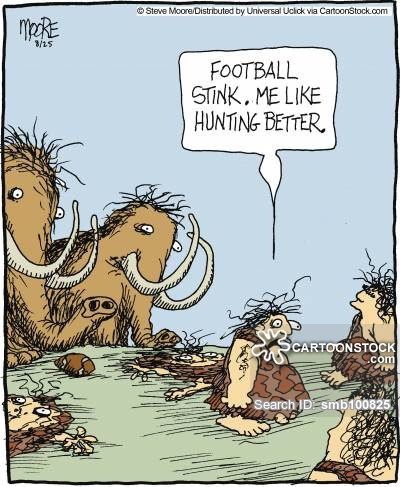 © Steve Moore/Distributed by Universal Uclick via CartoonStock.com
MOORE
8/25
FOOTBALL
STINK. ME LIKE
HUNTING BETTER.
CARTOONSTOCK
.com
Search ID: smb100825